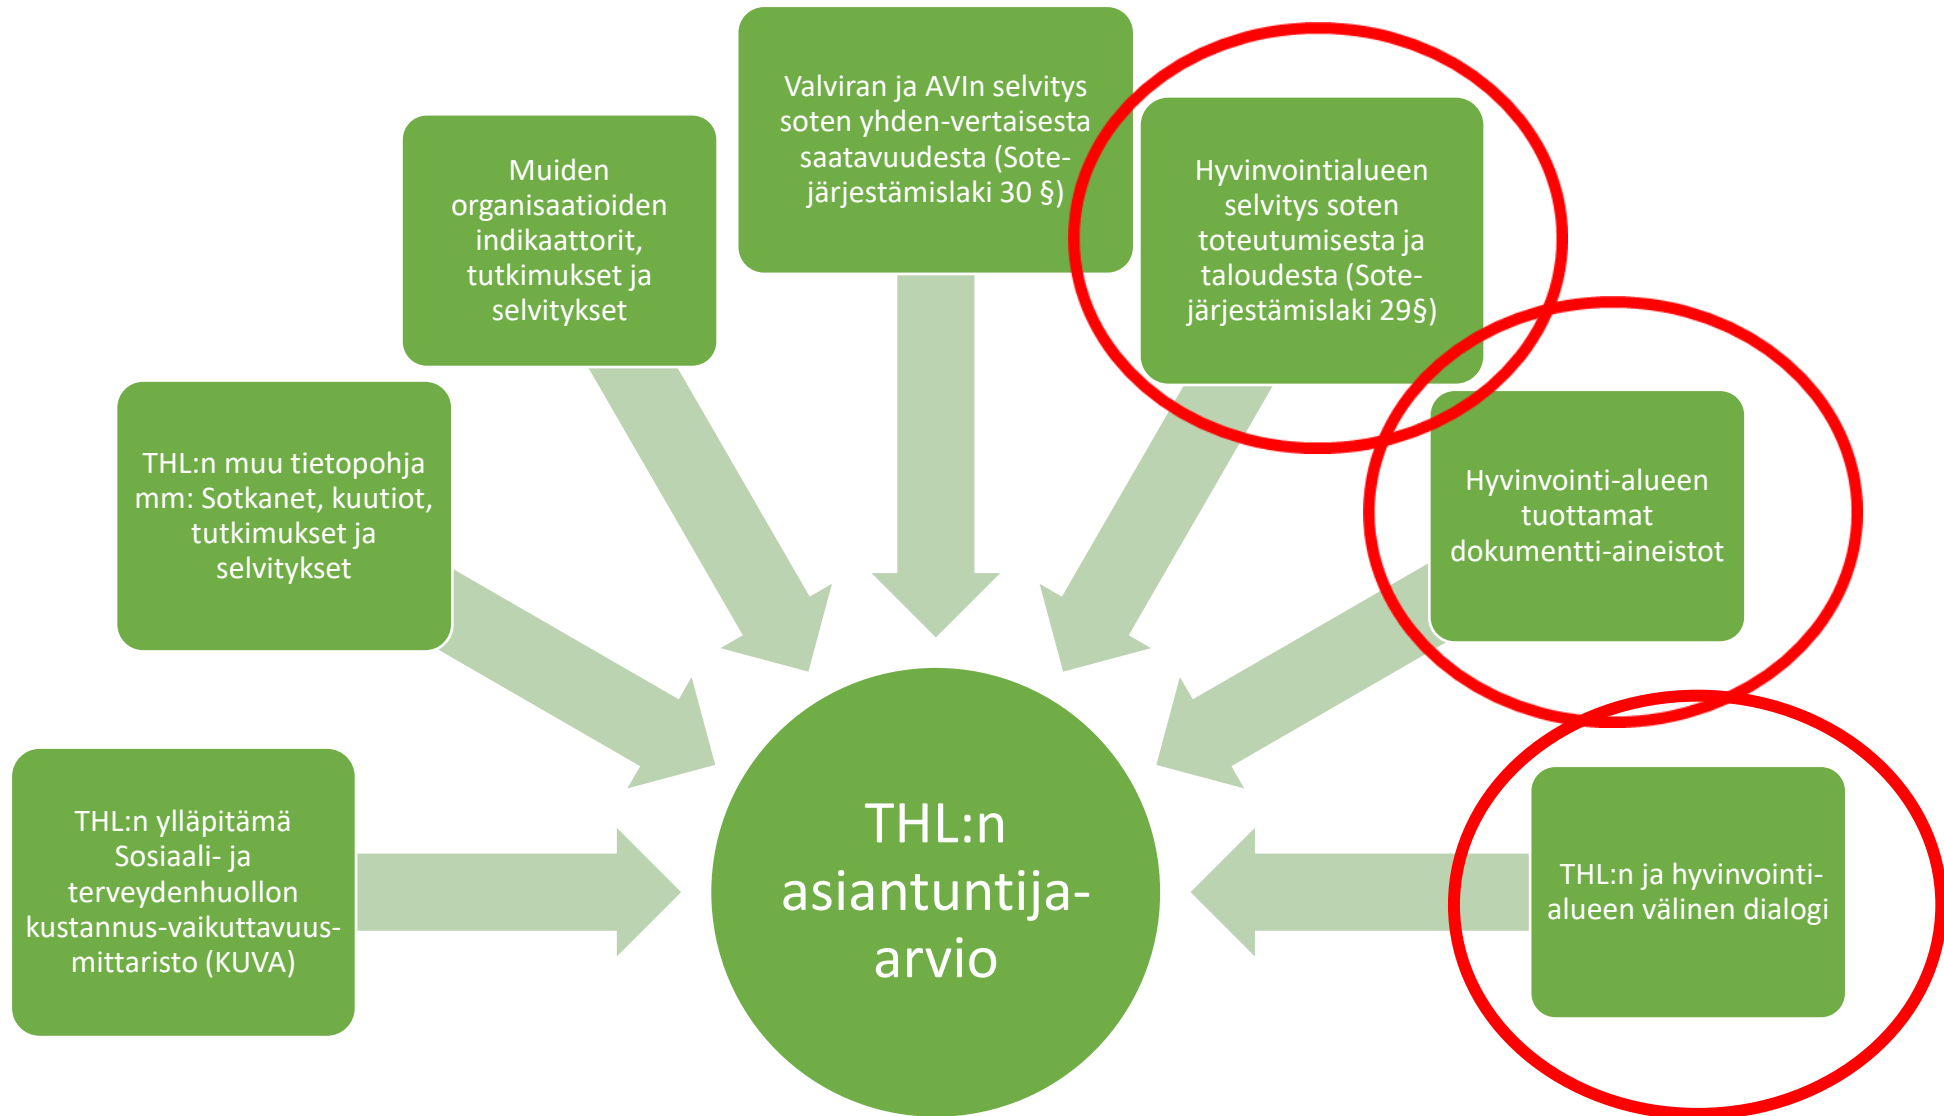 Valviran ja AVIn selvitys
soten yhden-vertaisesta
saatavuudesta (Sote-
järjestämislaki 30 §)
Muiden
organisaatioiden
indikaattorit,
tutkimukset ja
selvitykset
Hyvinvointialueen
selvitys soten
toteutumisesta ja
taloudesta (Sote-
järjestämislaki 29§)
THL:n muu tietopohja
mm: Sotkanet, kuutiot,
tutkimukset ja
selvitykset
Hyvinvointi-alueen
tuottamat
dokumentti-aineistot
THL:n ylläpitämä
Sosiaali- ja
terveydenhuollon
kustannus-vaikuttavuus-
mittaristo (KUVA)
THL:n
asiantuntija-
arvio
THL:n ja hyvinvointi-
alueen välinen dialogi